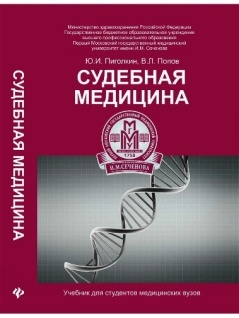 Министерство здравоохранения Российской Федерации
Государственное бюджетное образовательное учреждение
высшего профессионального образования
Первый Московский государственный медицинский
университет имени И.М. Сеченова
Ю.И. Пиголкин, В.Л. Попов
СУДЕБНАЯ
МЕДИЦИНА
1758
И.М. СЕЧЕНОВА
Учебник для студентов медицинских вузов
СУДЕБНАЯ МЕДИЦИНА